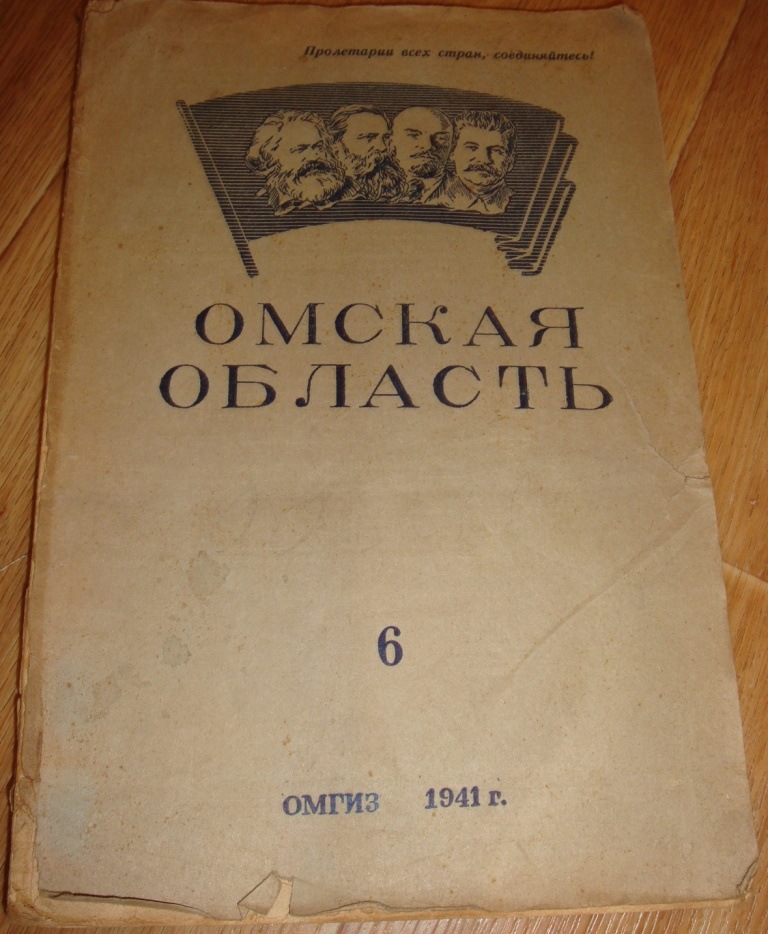 Пролетарии всех стран, соединяйтесь!
ОМСКАЯ
ОБЛАСТЬ
6
ОМГИЗ 1941 г.